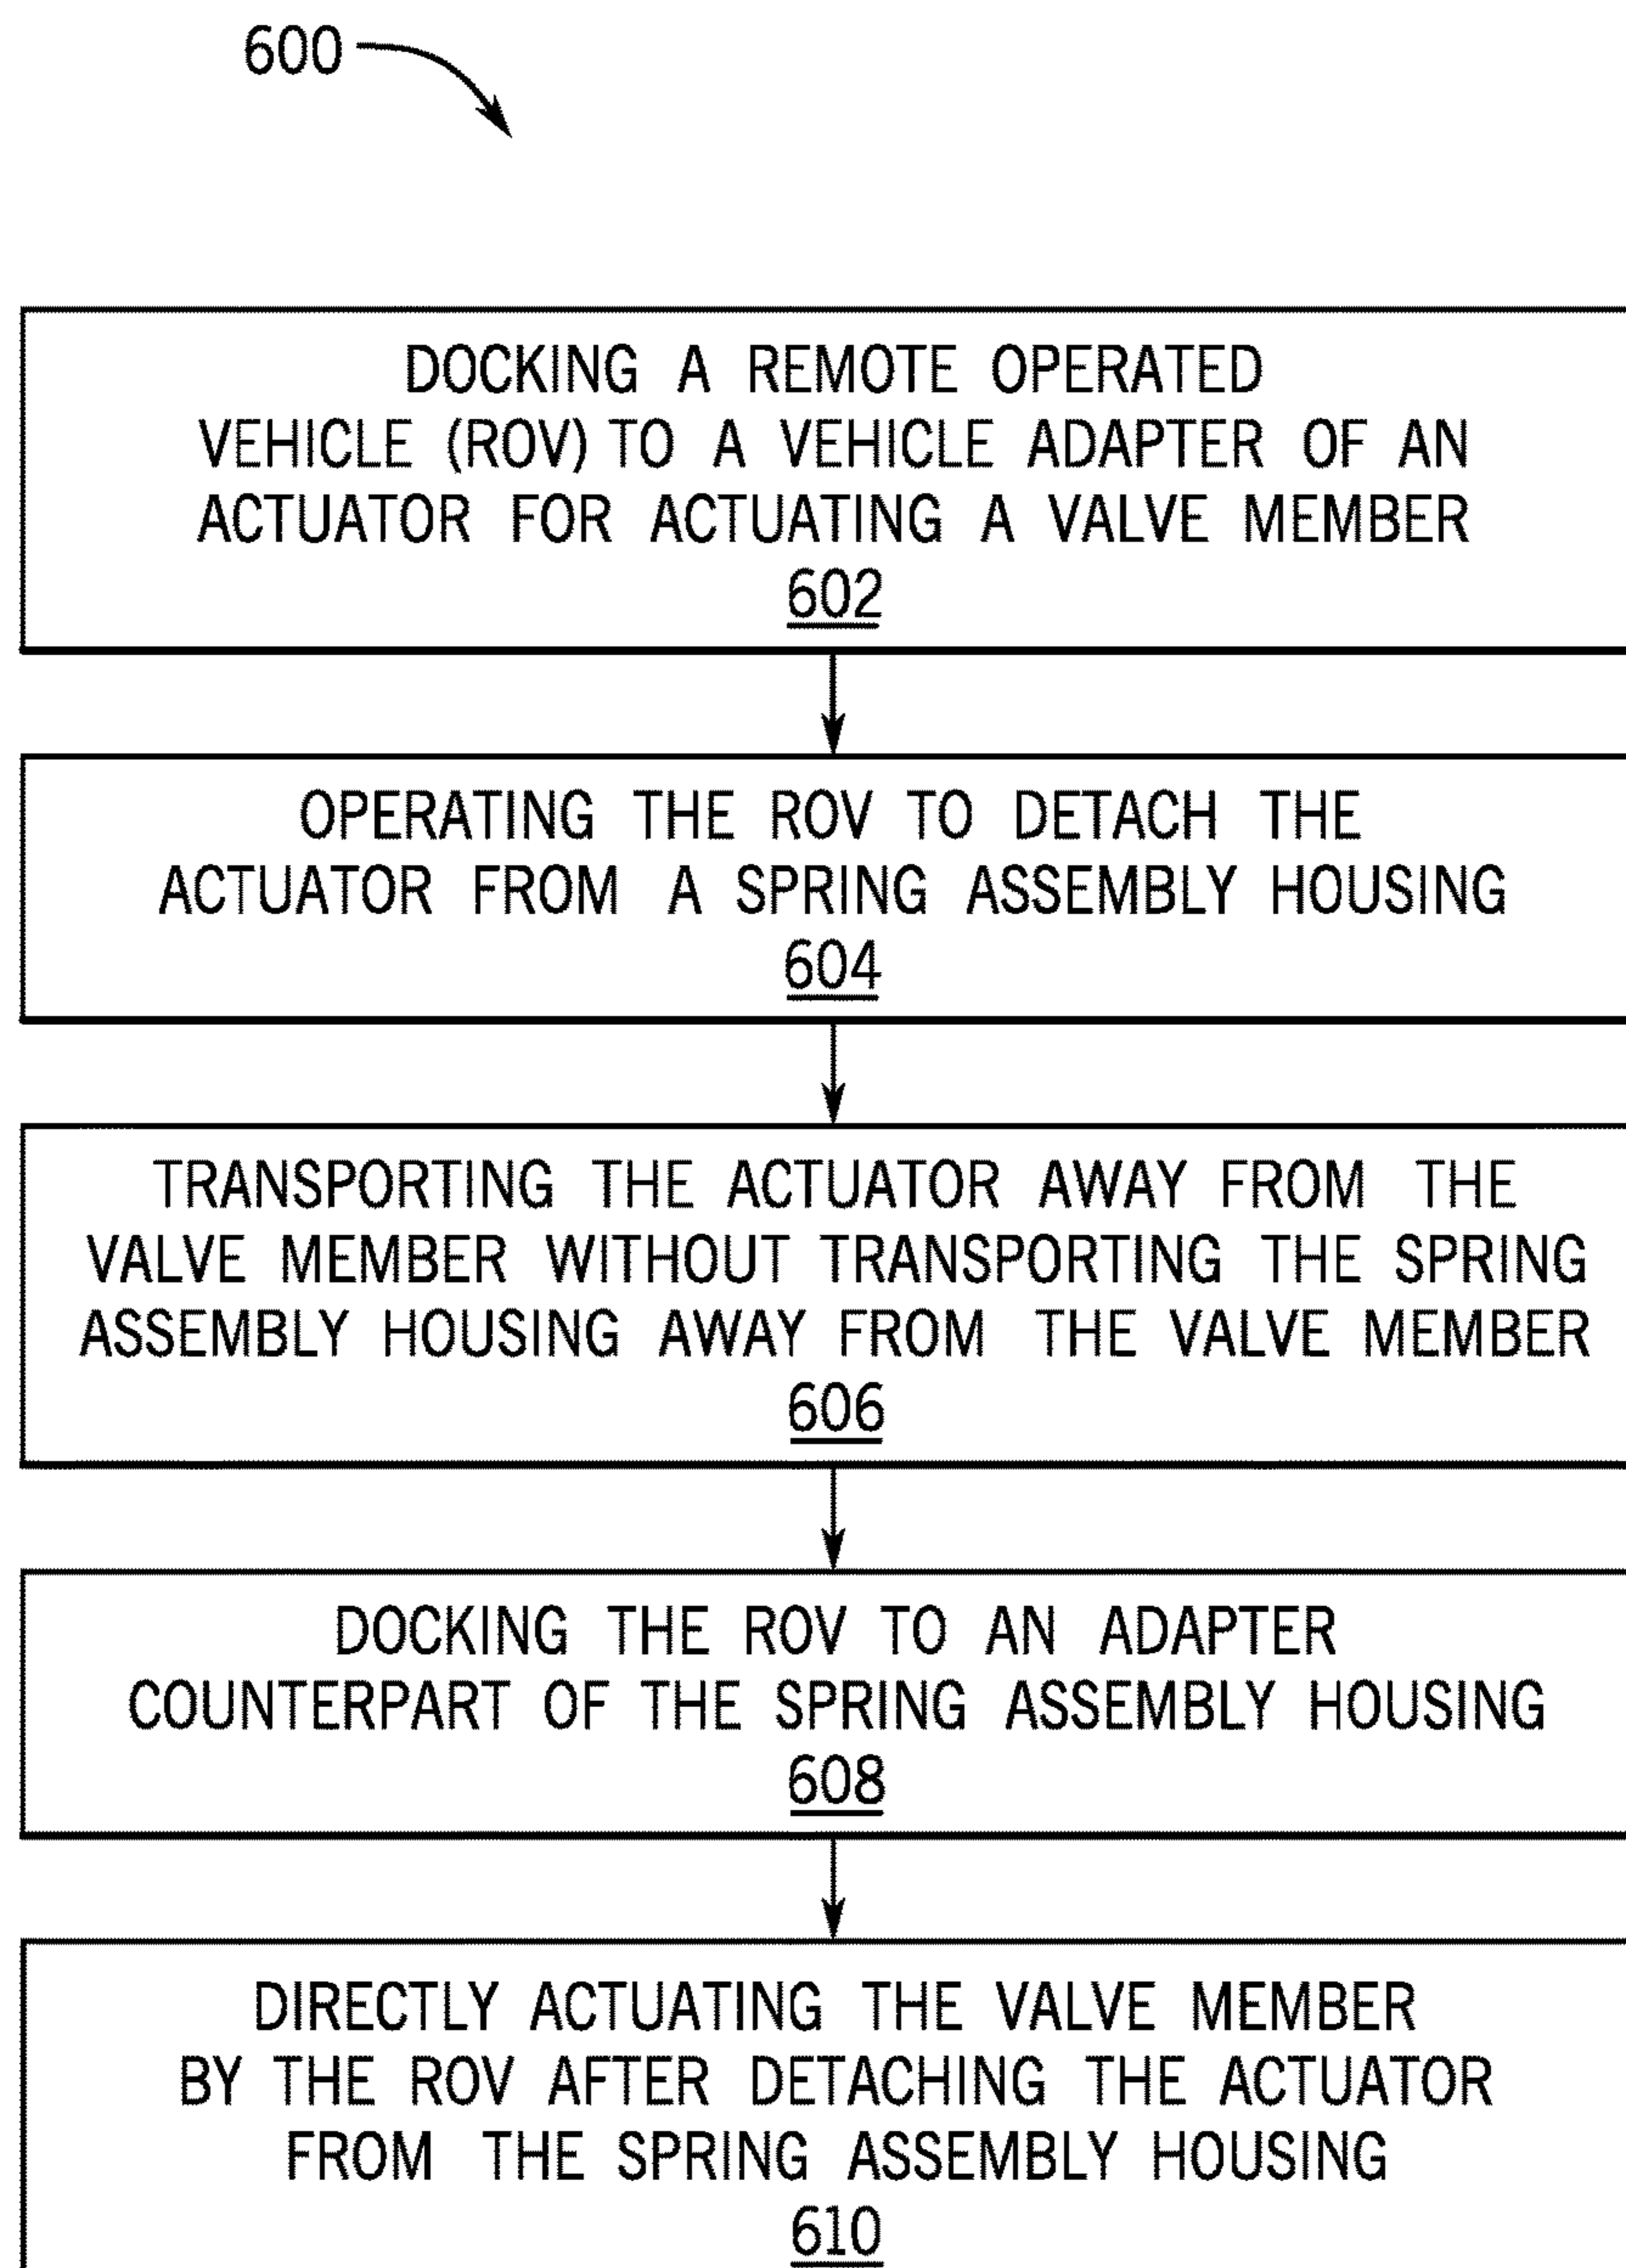 600
DOCKING A REMOTE OPERATED
VEHICLE (ROV) TO A VEHICLE ADAPTER OF AN
ACTUATOR FOR ACTUATING A VALVE MEMBER
602
OPERATING THE ROV TO DETACH THE
ACTUATOR FROM A SPRING ASSEMBLY HOUSING
604
TRANSPORTING THE ACTUATOR AWAY FROM THE
VALVE MEMBER WITHOUT TRANSPORTING THE SPRING
ASSEMBLY HOUSING AWAY FROM THE VALVE MEMBER
606
DOCKING THE ROV TO AN ADAPTER
COUNTERPART OF THE SPRING ASSEMBLY HOUSING
608
DIRECTLY ACTUATING THE VALVE MEMBER
BY THE ROV AFTER DETACHING THE ACTUATOR
FROM THE SPRING ASSEMBLY HOUSING
610